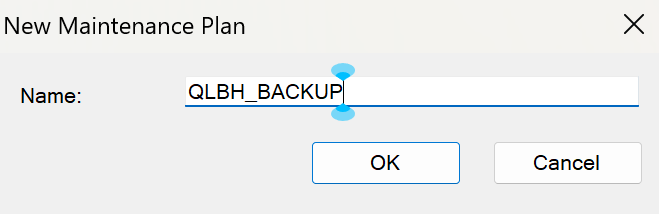 New Maintenance Plan
Name: QLBH_BACKUP
OK Cancel